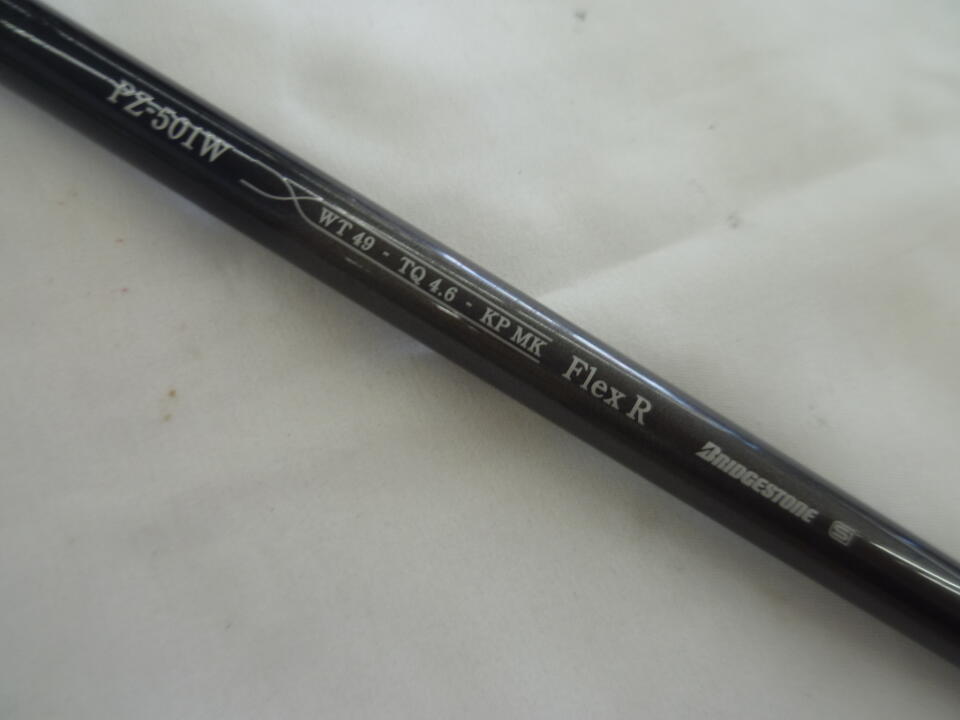 PZ-501W
WT 49 - TQ 4.6 - KP MK
Flex R
BRIDGESTONE S